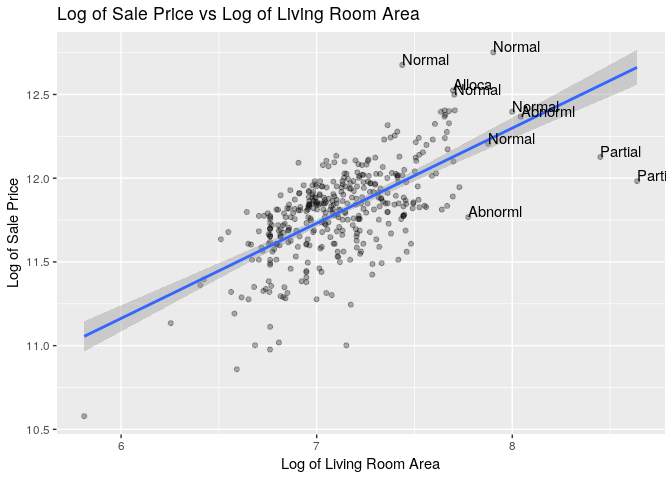 Log of Sale Price vs Log of Living Room Area
Normal
Normal
Alloca
Normal
12.5
Normal
Abnorml
Normal
Partial
12.0
Parti
Abnorml
11.5
11.0
10.5
Log of Sale Price
6 7 8
Log of Living Room Area